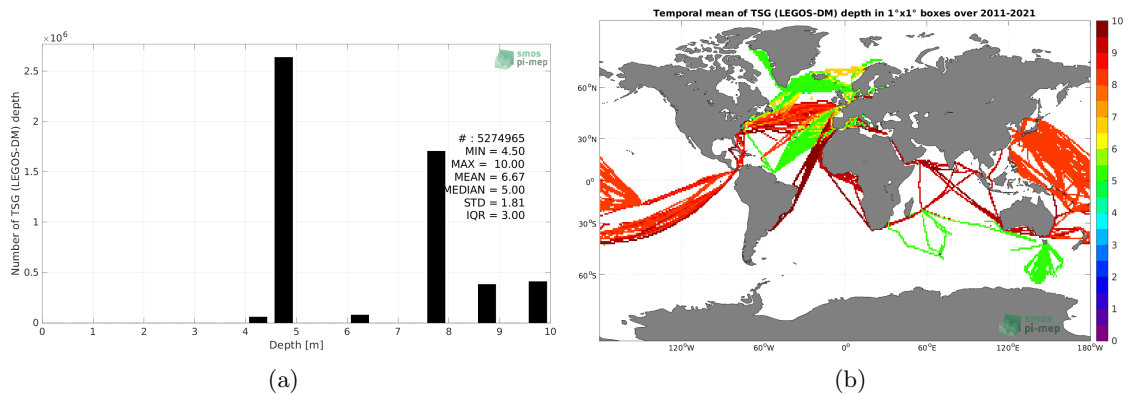 ×10⁶
smos
pi-mep
2.5
2
1.5
1
0.5
0
Number of TSG (LEGOS-DM) depth
# : 5274965
MIN = 4.50
MAX = 10.00
MEAN = 6.67
MEDIAN = 5.00
STD = 1.81
IQR = 3.00
0 1 2 3 4 5 6 7 8 9 10
Depth [m]
(a)
Temporal mean of TSG (LEGOS-DM) depth in 1°x1° boxes over 2011-2021
60°N
30°N
0°
30°S
60°S
120°W 60°W 0° 60°E 120°E 180°W
10
9
8
7
6
5
4
3
2
1
0
smos
pi-mep
(b)